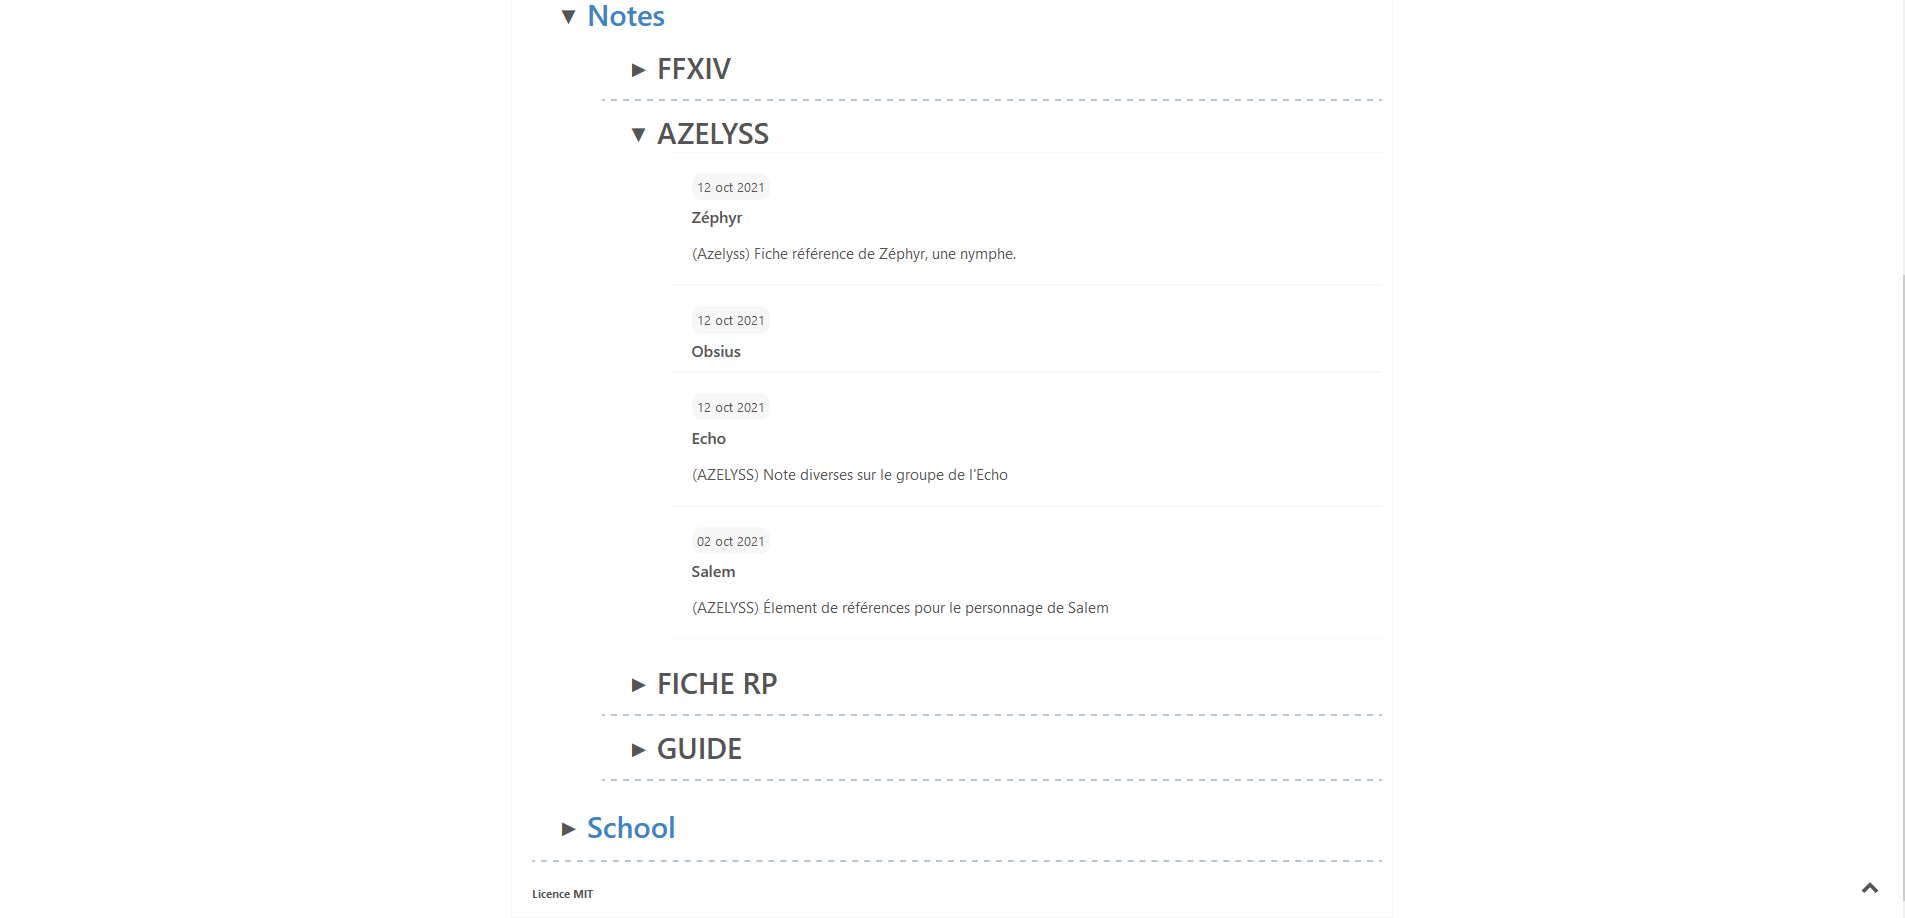 Notes
FFXIV
AZELYSS
12 oct 2021
Zéphyr
(Azelyss) Fiche référence de Zéphyr, une nymphe.
12 oct 2021
Obsius
12 oct 2021
Echo
(AZELYSS) Note diverses sur le groupe de l'Echo
02 oct 2021
Salem
(AZELYSS) Élement de références pour le personnage de Salem
FICHE RP
GUIDE
School
Licence MIT